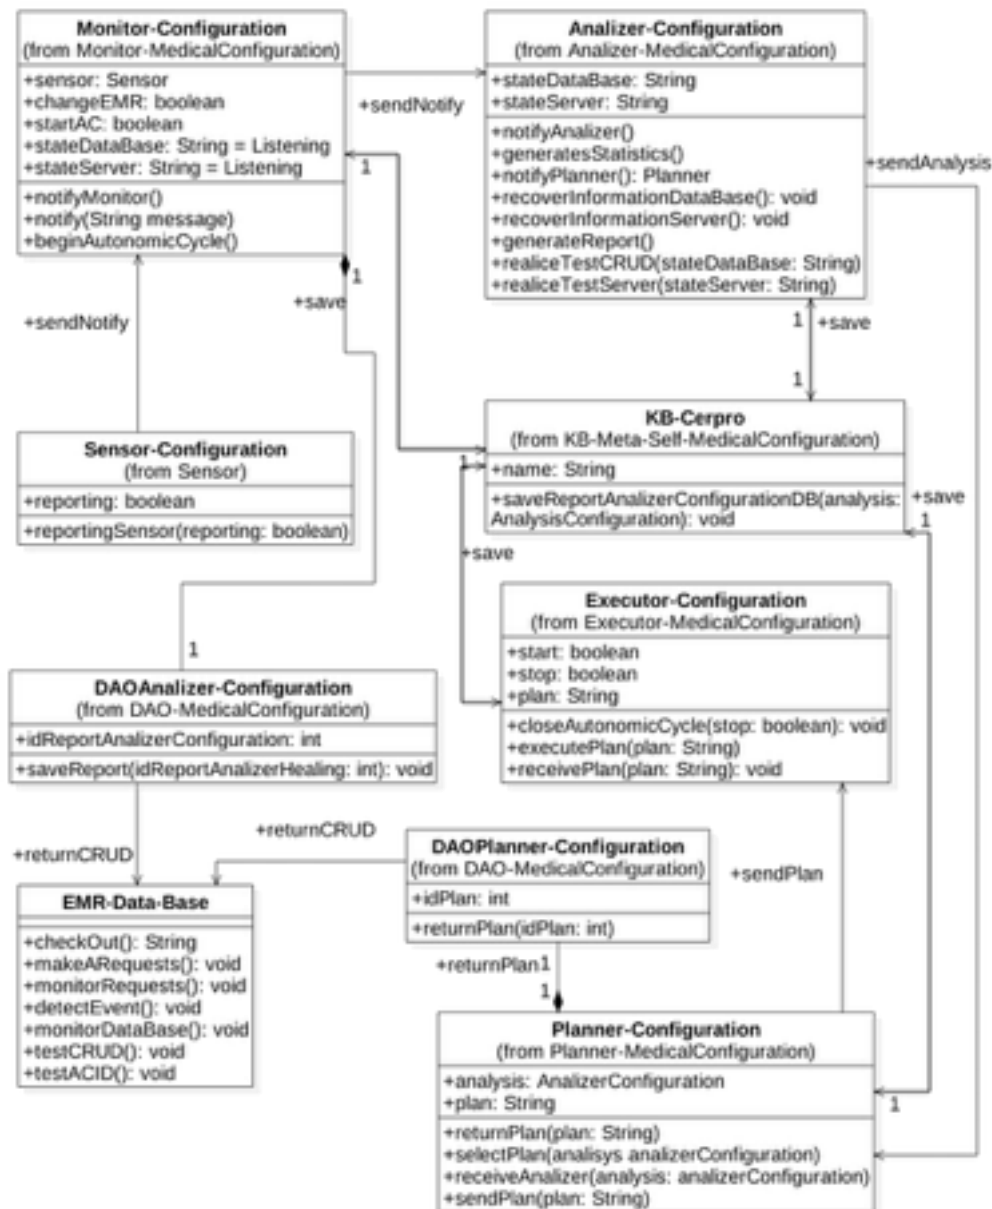 Monitor-Configuration
(from Monitor-MedicalConfiguration)
+sensor: Sensor
+changeEMR: boolean
+startAC: boolean
+stateDataBase: String = Listening
+stateServer: String = Listening
+notifyMonitor()
+notify(String message)
+beginAutonomicCycle()
+sendNotify
Analizer-Configuration
(from Analizer-MedicalConfiguration)
+stateDataBase: String
+stateServer: String
+notifyAnalizer()
+generatesStatistics()
+notifyPlanner(): Planner
+recoverInformationDataBase(): void
+recoverInformationServer(): void
+generateReport()
+realiceTestCRUD(stateDataBase: String)
+realiceTestServer(stateServer: String)
+sendAnalysis
1
1
+save
+sendNotify
1
+save
1
Sensor-Configuration
(from Sensor)
+reporting: boolean
+reportingSensor(reporting: boolean)
KB-Cerpro
(from KB-Meta-Self-MedicalConfiguration)
+name: String
+saveReportAnalizerConfigurationDB(analysis:
AnalysisConfiguration): void
1
+save
1
+save
Executor-Configuration
(from Executor-MedicalConfiguration)
+start: boolean
+stop: boolean
+plan: String
+closeAutonomicCycle(stop: boolean): void
+executePlan(plan: String)
+receivePlan(plan: String): void
1
DAOAnalizer-Configuration
(from DAO-MedicalConfiguration)
+idReportAnalizerConfiguration: int
+saveReport(idReportAnalizerHealing: int): void
+returnCRUD
+returnCRUD
DAOPlanner-Configuration
(from DAO-MedicalConfiguration)
+idPlan: int
+returnPlan(idPlan: int)
+sendPlan
EMR-Data-Base
+checkOut(): String
+makeARequests(): void
+monitorRequests(): void
+detectEvent(): void
+monitorDataBase(): void
+testCRUD(): void
+testACID(): void
+returnPlan
1
1
Planner-Configuration
(from Planner-MedicalConfiguration)
+analysis: AnalizerConfiguration
+plan: String
+returnPlan(plan: String)
+selectPlan(analisys analizerConfiguration)
+receiveAnalizer(analysis: analizerConfiguration)
+sendPlan(plan: String)
1